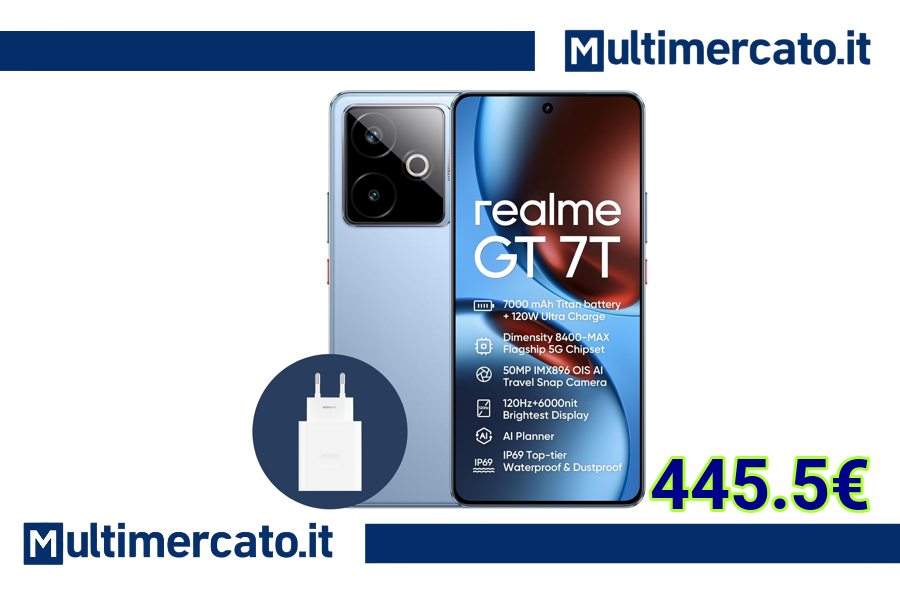 Multimercato.it
realme
GT 7T
7000 mAh Titan battery
+ 120W Ultra Charge
Dimensity 8400-MAX
Flagship 5G Chipset
50MP IMX896 OIS AI
Travel Snap Camera
120Hz+6000nit
Brightest Display
AI
AI Planner
IP69
IP69 Top-tier
Waterproof & Dustproof
445.5€
Multimercato.it